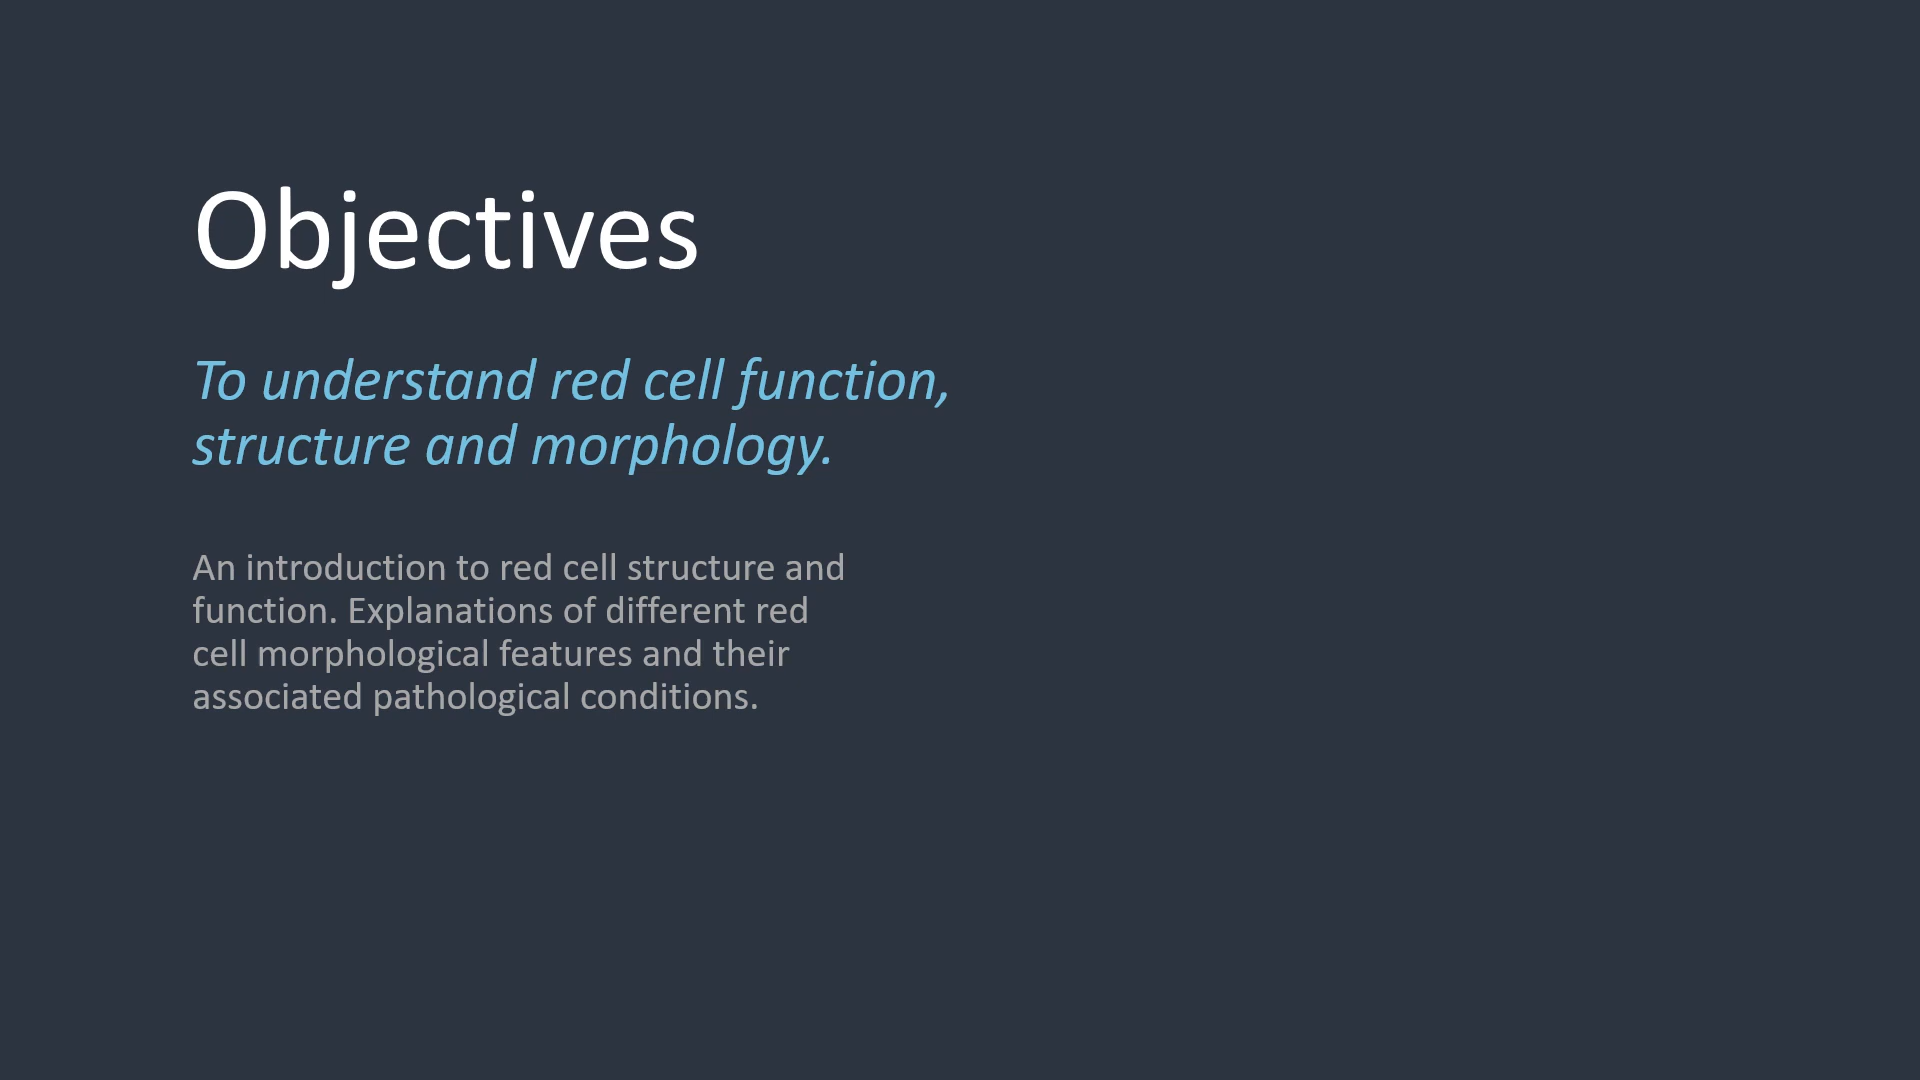 Objectives
To understand red cell function,
structure and morphology.
An introduction to red cell structure and
function. Explanations of different red
cell morphological features and their
associated pathological conditions.